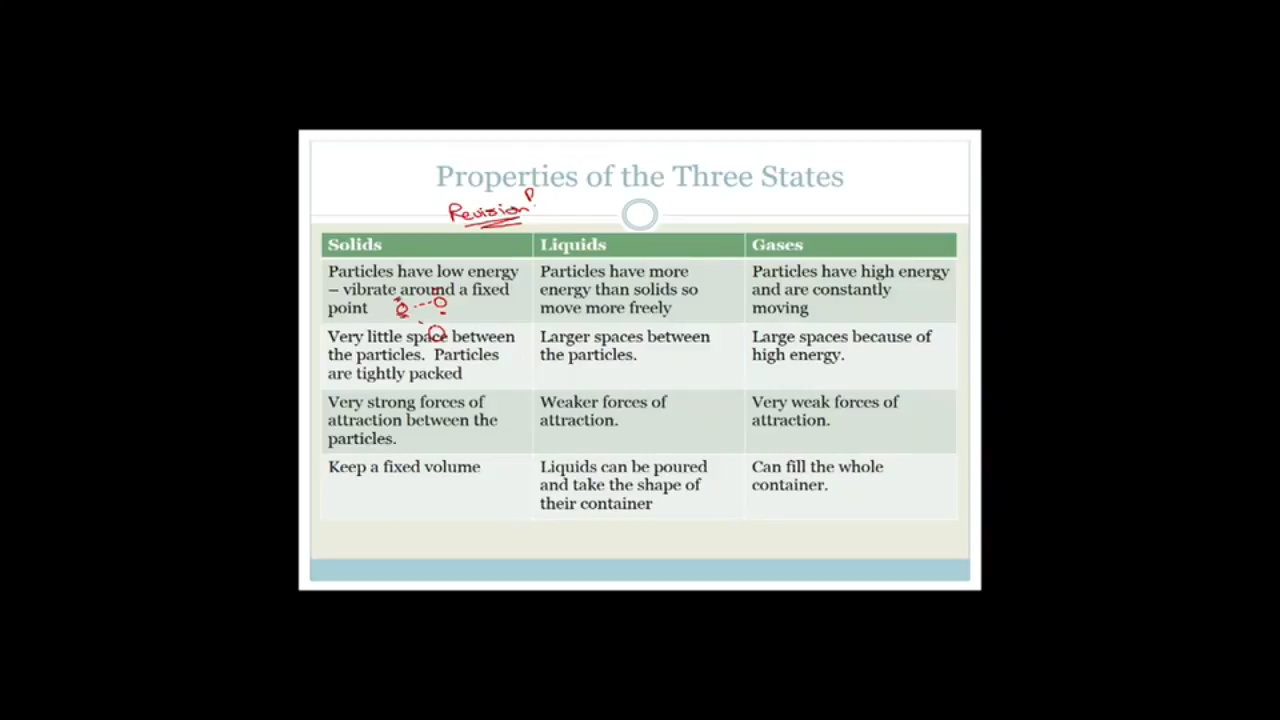 Properties of the Three States
Revision
Solids
Liquids
Gases
Particles have low energy
– vibrate around a fixed
point
Particles have more
energy than solids so
move more freely
Particles have high energy
and are constantly
moving
Very little space between
the particles.  Particles
are tightly packed
Larger spaces between
the particles.
Large spaces because of
high energy.
Very strong forces of
attraction between the
particles.
Weaker forces of
attraction.
Very weak forces of
attraction.
Keep a fixed volume
Liquids can be poured
and take the shape of
their container
Can fill the whole
container.